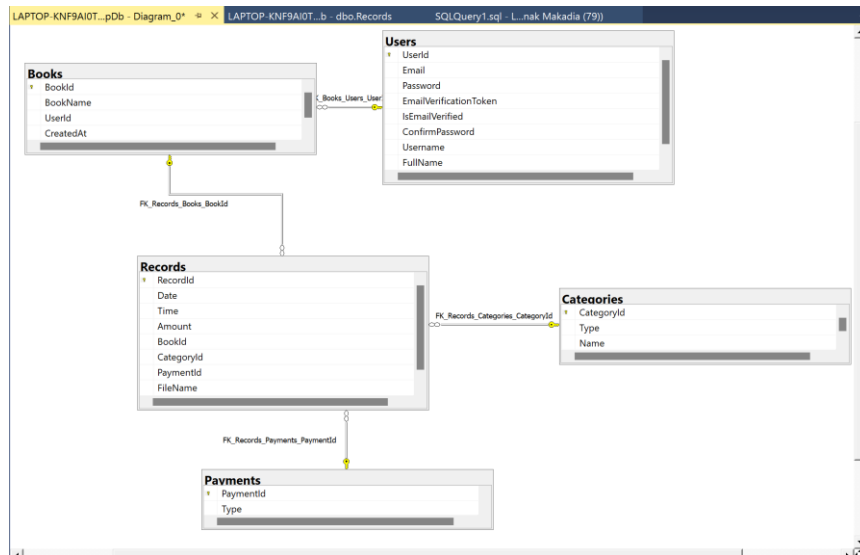 LAPTOP-KNF9AI0T...pDb - Diagram_0* LAPTOP-KNF9AI0T...b - dbo.Records SQLQuery1.sql - L...nak Makadia (79))
Users
UserId
Email
Password
EmailVerificationToken
IsEmailVerified
ConfirmPassword
Username
FullName
Books
BookId
BookName
UserId
CreatedAt
K_Books_Users_User
FK_Records_Books_BookId
Records
RecordId
Date
Time
Amount
BookId
CategoryId
PaymentId
FileName
FK_Records_Categories_CategoryId
Categories
CategoryId
Type
Name
FK_Records_Payments_PaymentId
Payments
PaymentId
Type